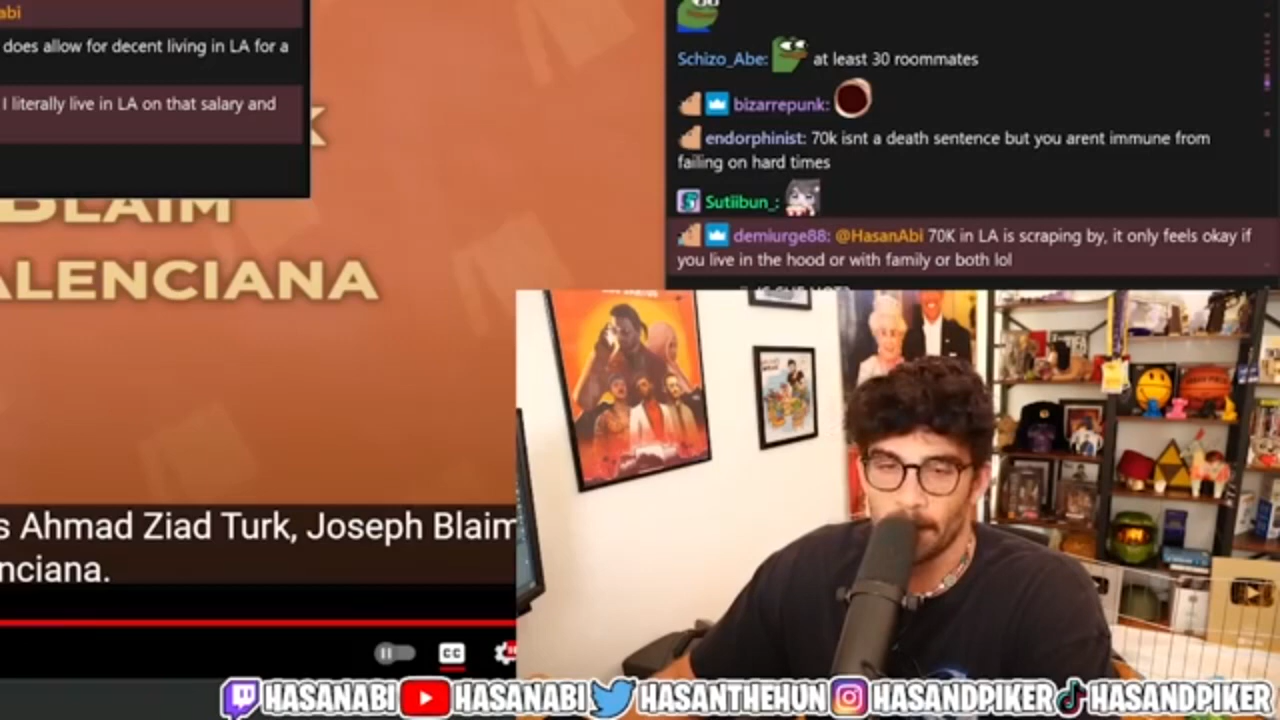 abi
does allow for decent living in LA for a
I literally live in LA on that salary and
BLAIM
ALENCIANA
s Ahmad Ziad Turk, Joseph Blaim
nciana.
CC
Schizo_Abe: at least 30 roommates
bizarrepunk:
endorphinist: 70k isnt a death sentence but you arent immune from
failing on hard times
Sutiibun_:
demiurge88: @HasanAbi 70K in LA is scraping by, it only feels okay if
you live in the hood or with family or both lol
HASANABI HASANABI HASANTHEHUN HASANDPIKER HASANDPIKER